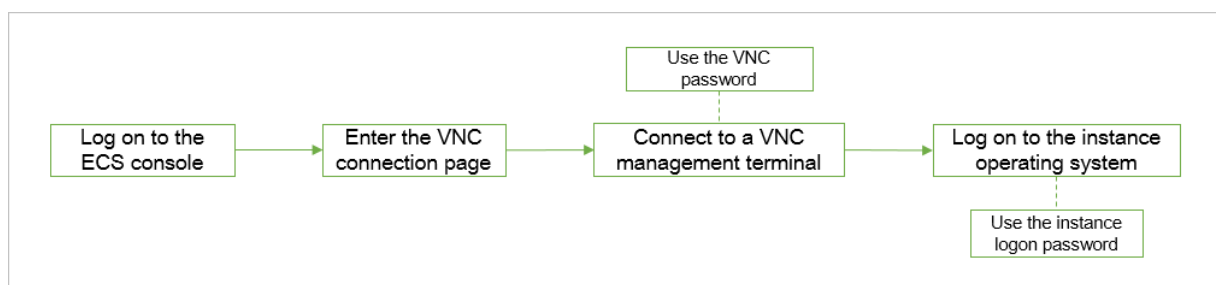 Use the VNC
password
Log on to the
ECS console
Enter the VNC
connection page
Connect to a VNC
management terminal
Log on to the instance
operating system
Use the instance
logon password